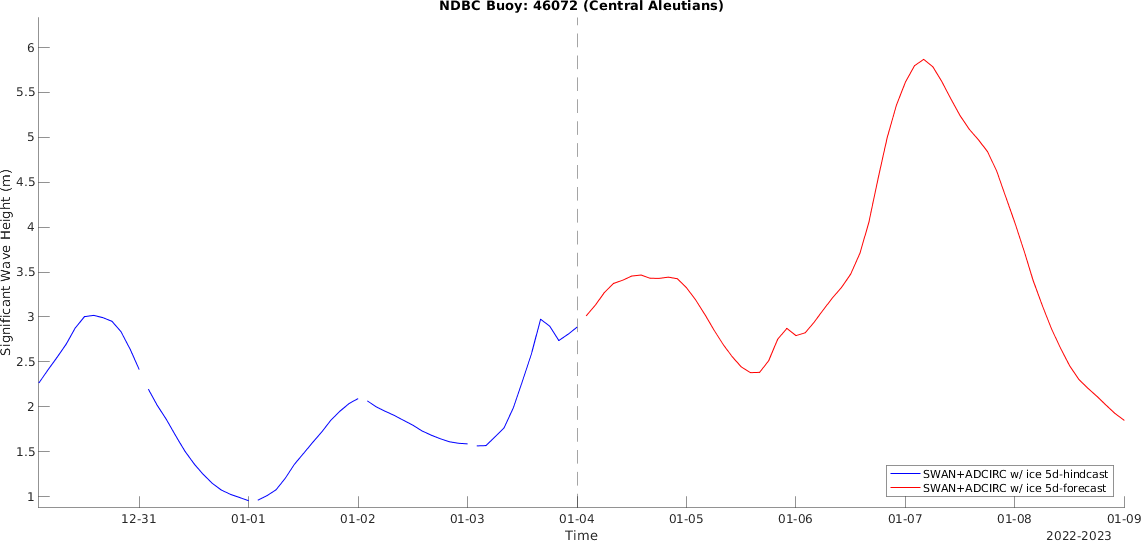 NDBC Buoy: 46072 (Central Aleutians)
Significant Wave Height (m)
6
5.5
5
4.5
4
3.5
3
2.5
2
1.5
1
SWAN+ADCIRC w/ ice 5d-hindcast
SWAN+ADCIRC w/ ice 5d-forecast
12-31 01-01 01-02 01-03 01-04 01-05 01-06 01-07 01-08 01-09
Time
2022-2023